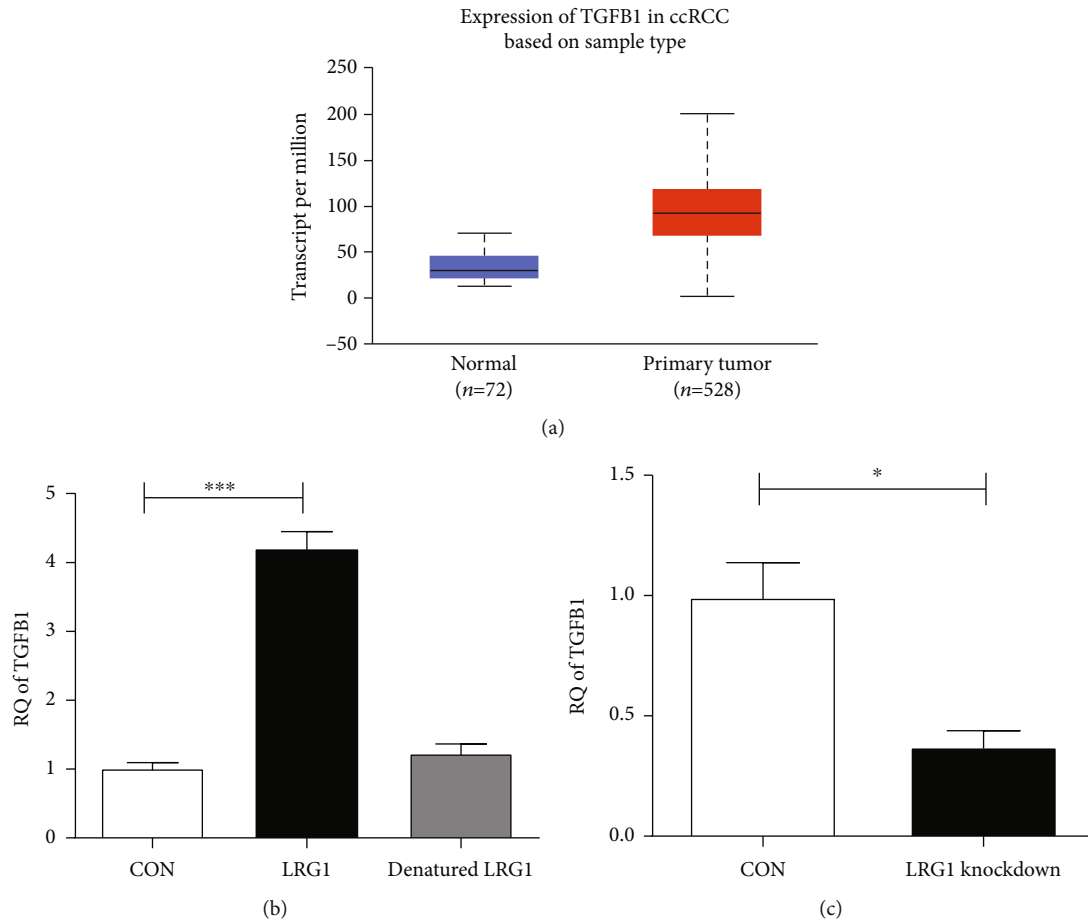 Expression of TGFB1 in ccRCC
based on sample type
Transcript per million
250
200
150
100
50
0
–50
Normal
(n=72)
Primary tumor
(n=528)
(a)
RQ of TGFB1
5
4
3
2
1
0
***
CON
LRG1
Denatured LRG1
(b)
RQ of TGFB1
1.5
1.0
0.5
0.0
*
CON
LRG1 knockdown
(c)